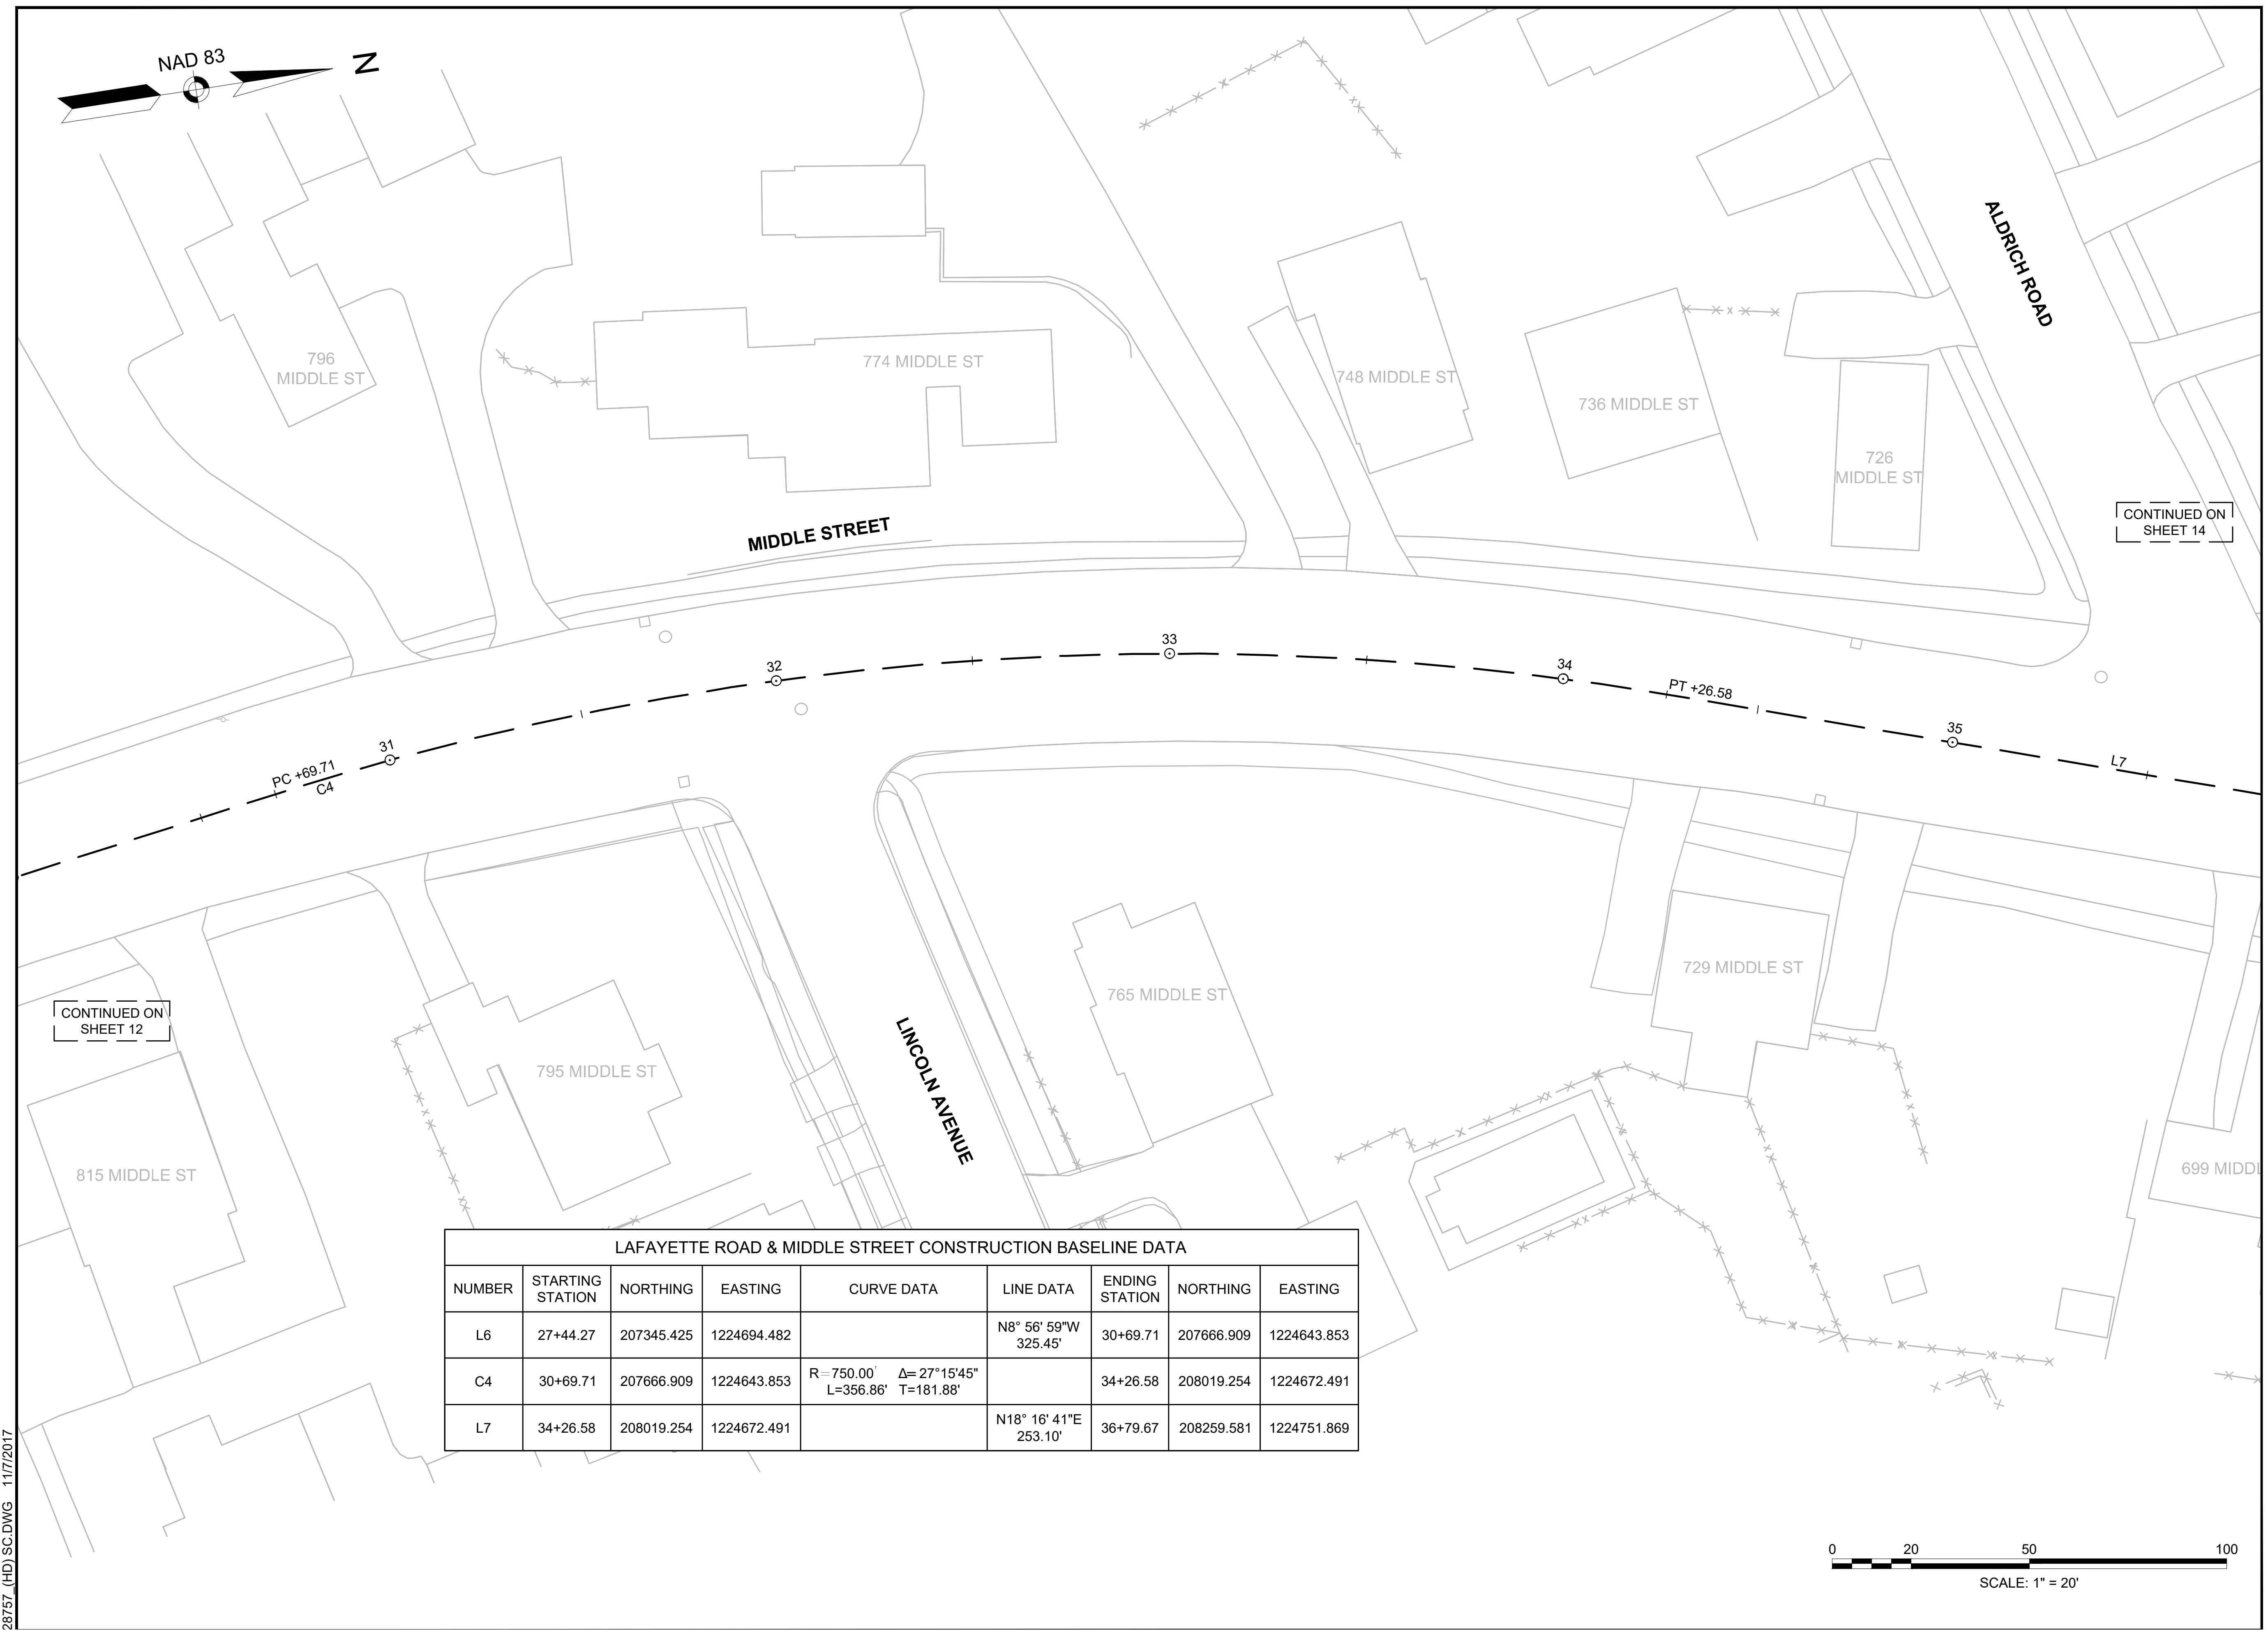 NAD 83
N
ALDRICH ROAD
796
MIDDLE ST
774 MIDDLE ST
748 MIDDLE ST
736 MIDDLE ST
726
MIDDLE ST
CONTINUED ON
SHEET 14
MIDDLE STREET
PC +69.71
C4
31
32
33
34
PT +26.58
35
L7
CONTINUED ON
SHEET 12
815 MIDDLE ST
795 MIDDLE ST
LINCOLN AVENUE
765 MIDDLE ST
729 MIDDLE ST
699 MIDDL
LAFAYETTE ROAD & MIDDLE STREET CONSTRUCTION BASELINE DATA
NUMBER STARTING STATION NORTHING EASTING CURVE DATA LINE DATA ENDING STATION NORTHING EASTING
L6 27+44.27 207345.425 1224694.482 N8° 56' 59"W 325.45' 30+69.71 207666.909 1224643.853
C4 30+69.71 207666.909 1224643.853 R=750.00' Δ=27°15'45" L=356.86' T=181.88' 34+26.58 208019.254 1224672.491
L7 34+26.58 208019.254 1224672.491 N18° 16' 41"E 253.10' 36+79.67 208259.581 1224751.869
0 20 50 100
SCALE: 1" = 20'
28757_(HD) SC.DWG 11/7/2017